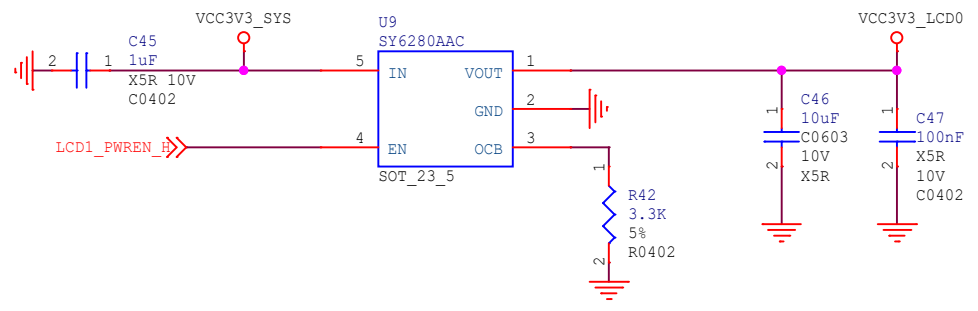 VCC3V3_SYS
U9
SY6280AAC
VCC3V3_LCD0
C45
1uF
X5R 10V
C0402
2
1
5
IN
VOUT
1
GND
2
LCD1_PWREN_H
4
EN
OCB
3
SOT_23_5
1
R42
3.3K
5%
R0402
2
1
C46
10uF
C0603
10V
X5R
2
1
C47
100nF
X5R
10V
C0402
2